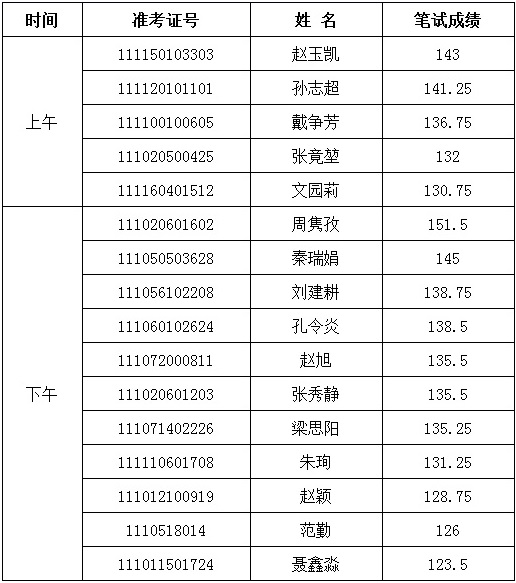 时间 准考证号 姓 名 笔试成绩
上午 111150103303 赵玉凯 143
111120101101 孙志超 141.25
111100100605 戴争芳 136.75
111020500425 张竟堃 132
111160401512 文园莉 130.75
下午 111020601602 周隽孜 151.5
111050503628 秦瑞娟 145
111056102208 刘建耕 138.75
111060102624 孔令炎 138.5
111072000811 赵旭 135.5
111020601203 张秀静 135.5
111071402226 梁思阳 135.25
111110601708 朱珣 131.25
111012100919 赵颖 128.75
1110518014 范勤 126
111011501724 聂鑫淼 123.5